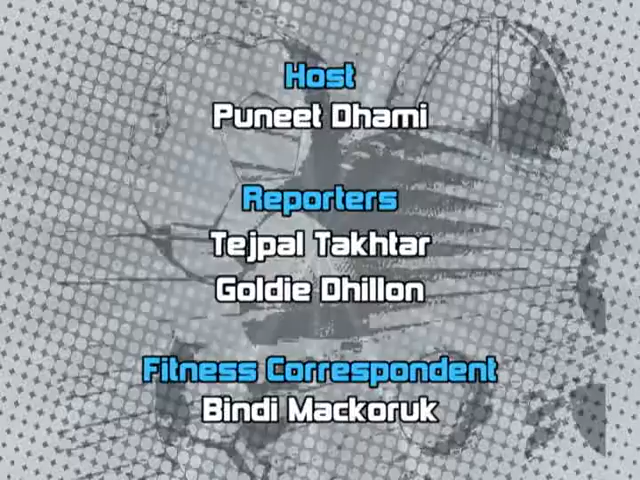 Host
Puneet Dhami
Reporters
Tejpal Takhtar
Goldie Dhillon
Fitness Correspondent
Bindi Mackoruk